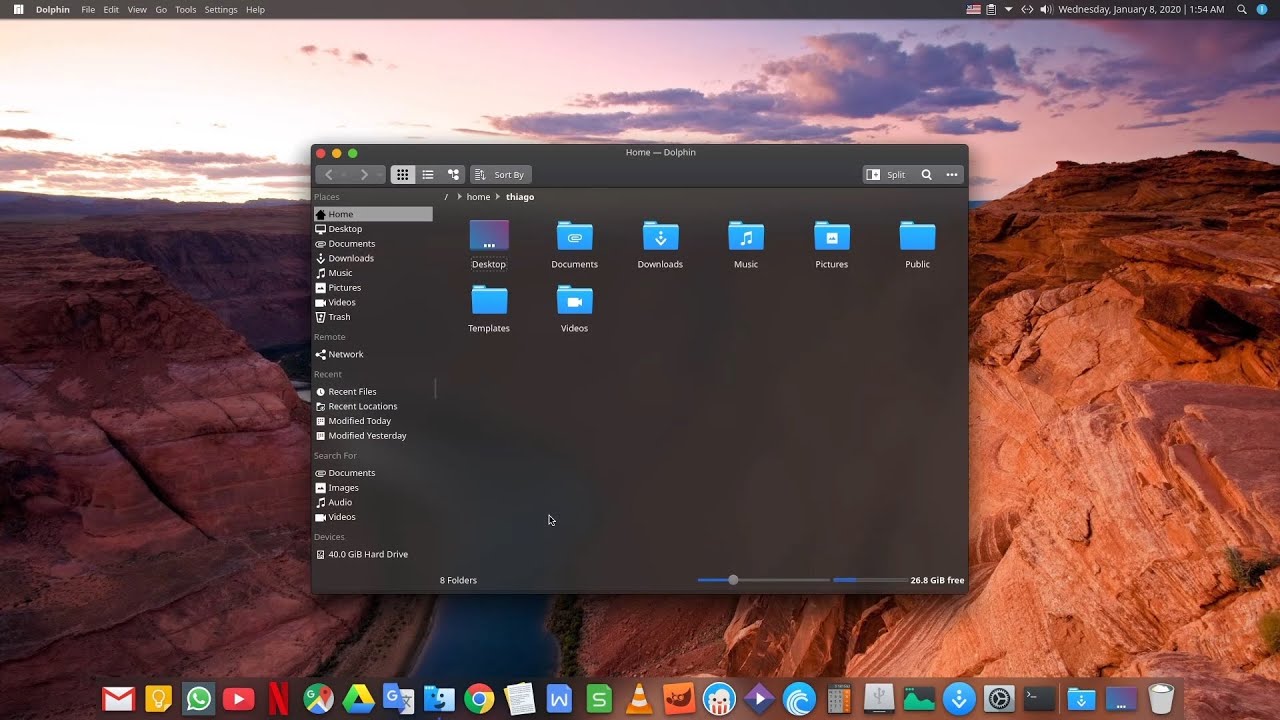 Dolphin File Edit View Go Tools Settings Help Wednesday, January 8, 2020 | 1:54 AM
Home — Dolphin
Sort By Split
Places
Home
Desktop
Documents
Downloads
Music
Pictures
Videos
Trash
Remote
Network
Recent
Recent Files
Recent Locations
Modified Today
Modified Yesterday
Search For
Documents
Images
Audio
Videos
Devices
40.0 GiB Hard Drive
/ home thiago
Desktop Documents Downloads Music Pictures Public
Templates Videos
8 Folders 26.8 GiB free